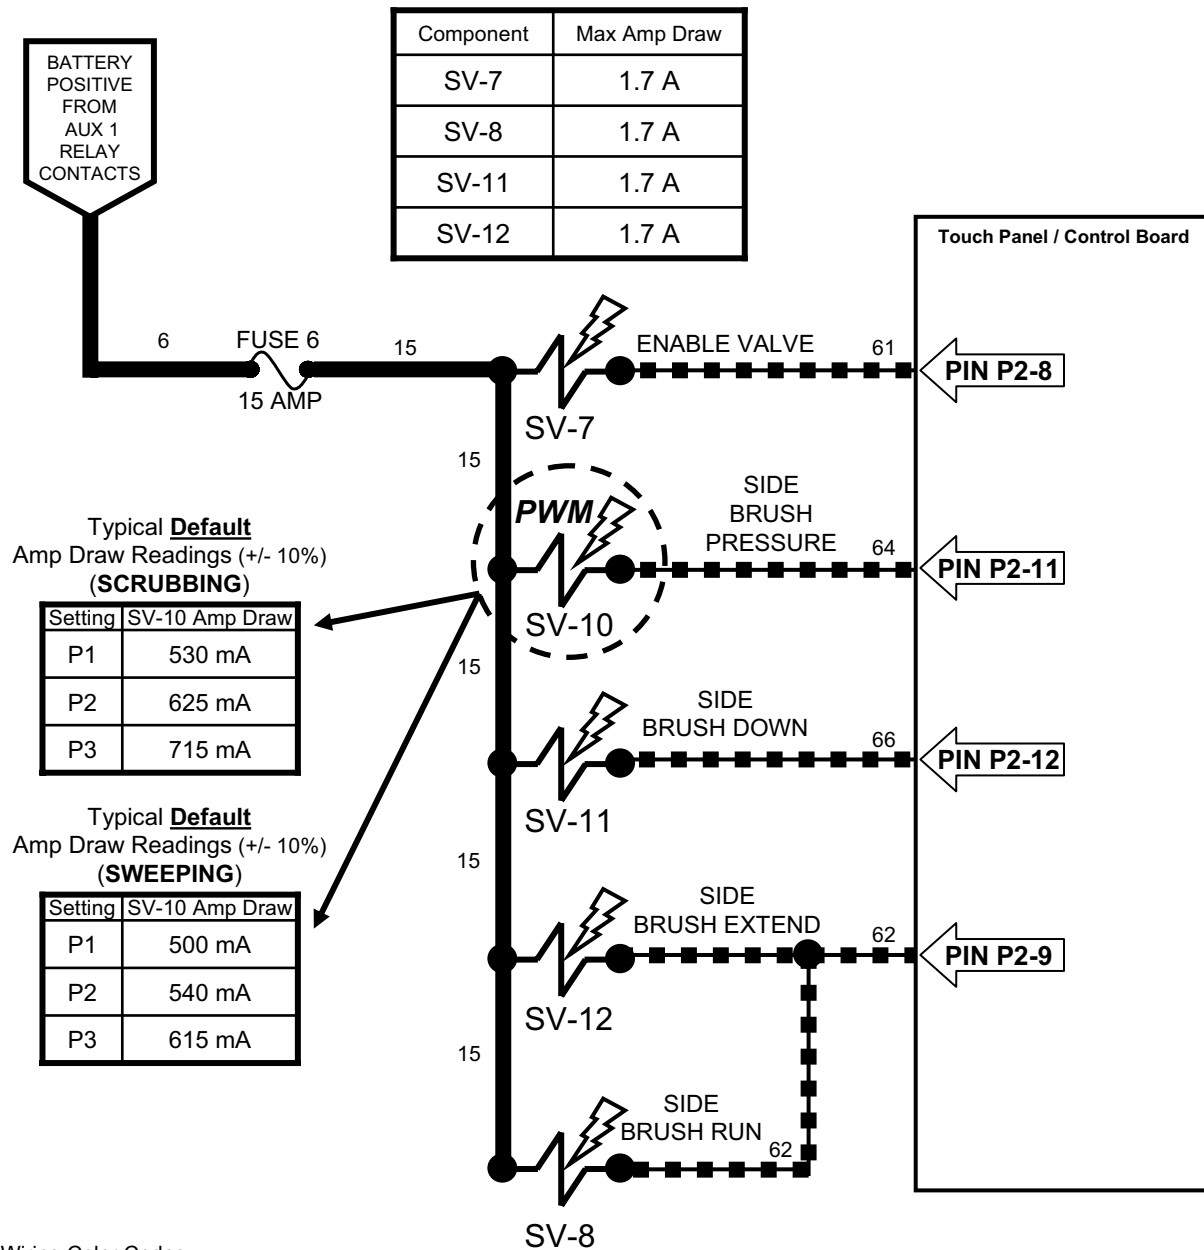 BATTERY
POSITIVE
FROM
AUX 1
RELAY
CONTACTS
Component Max Amp Draw
SV-7 1.7 A
SV-8 1.7 A
SV-11 1.7 A
SV-12 1.7 A
Touch Panel / Control Board
6
FUSE 6
15 AMP
15
SV-7
ENABLE VALVE
61
PIN P2-8
15
PWM
SV-10
SIDE
BRUSH
PRESSURE
64
PIN P2-11
Typical Default
Amp Draw Readings (+/- 10%)
(SCRUBBING)
Setting SV-10 Amp Draw
P1 530 mA
P2 625 mA
P3 715 mA
15
SV-11
SIDE
BRUSH DOWN
66
PIN P2-12
Typical Default
Amp Draw Readings (+/- 10%)
(SWEEPING)
Setting SV-10 Amp Draw
P1 500 mA
P2 540 mA
P3 615 mA
15
SV-12
SIDE
BRUSH EXTEND
62
PIN P2-9
15
SV-8
SIDE
BRUSH RUN
62
Wiring Color Codes